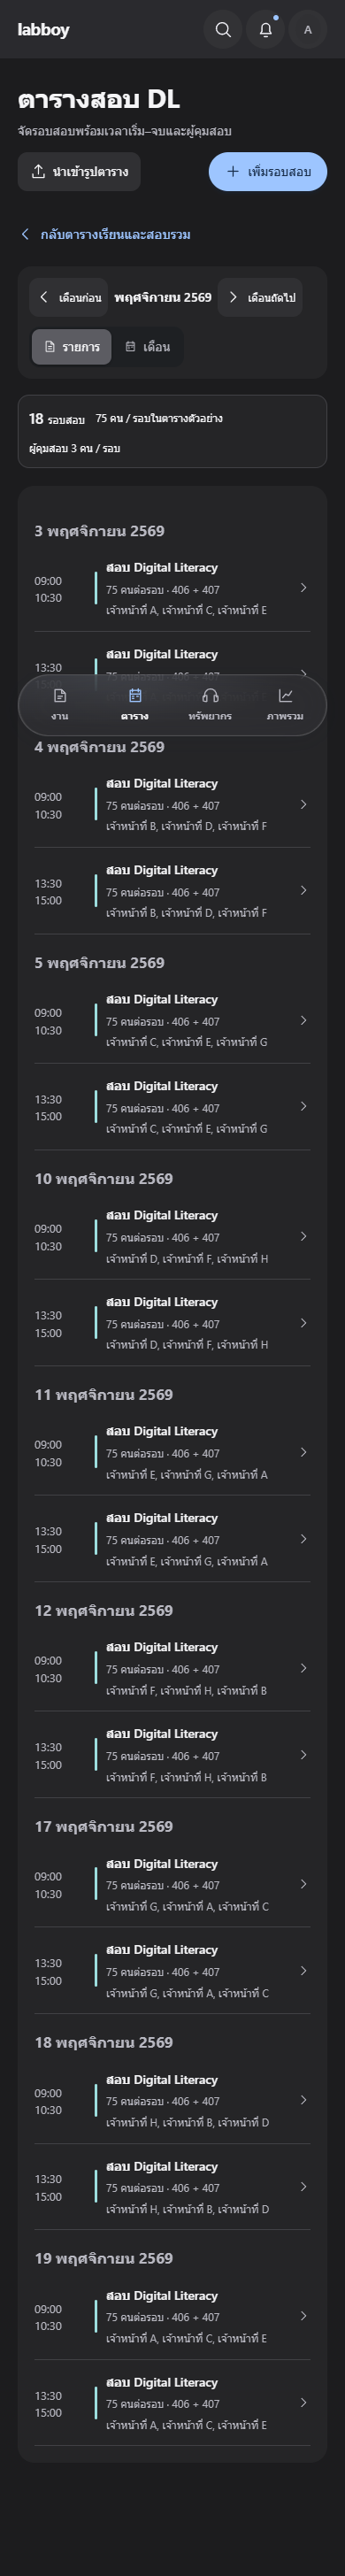 labboy
A
ตารางสอบ DL
จัดรอบสอบพร้อมเวลาเริ่ม–จบและผู้คุมสอบ
นำเข้ารูปตาราง
เพิ่มรอบสอบ
กลับตารางเรียนและสอบรวม
เดือนก่อน
พฤศจิกายน 2569
เดือนถัดไป
รายการ
เดือน
18 รอบสอบ 75 คน / รอบในตารางตัวอย่าง
ผู้คุมสอบ 3 คน / รอบ
3 พฤศจิกายน 2569
09:00
10:30
สอบ Digital Literacy
75 คนต่อรอบ · 406 + 407
เจ้าหน้าที่ A, เจ้าหน้าที่ C, เจ้าหน้าที่ E
13:30
สอบ Digital Literacy
งาน
ตาราง
ทรัพยากร
ภาพรวม
4 พฤศจิกายน 2569
09:00
10:30
สอบ Digital Literacy
75 คนต่อรอบ · 406 + 407
เจ้าหน้าที่ B, เจ้าหน้าที่ D, เจ้าหน้าที่ F
13:30
15:00
สอบ Digital Literacy
75 คนต่อรอบ · 406 + 407
เจ้าหน้าที่ B, เจ้าหน้าที่ D, เจ้าหน้าที่ F
5 พฤศจิกายน 2569
09:00
10:30
สอบ Digital Literacy
75 คนต่อรอบ · 406 + 407
เจ้าหน้าที่ C, เจ้าหน้าที่ E, เจ้าหน้าที่ G
13:30
15:00
สอบ Digital Literacy
75 คนต่อรอบ · 406 + 407
เจ้าหน้าที่ C, เจ้าหน้าที่ E, เจ้าหน้าที่ G
10 พฤศจิกายน 2569
09:00
10:30
สอบ Digital Literacy
75 คนต่อรอบ · 406 + 407
เจ้าหน้าที่ D, เจ้าหน้าที่ F, เจ้าหน้าที่ H
13:30
15:00
สอบ Digital Literacy
75 คนต่อรอบ · 406 + 407
เจ้าหน้าที่ D, เจ้าหน้าที่ F, เจ้าหน้าที่ H
11 พฤศจิกายน 2569
09:00
10:30
สอบ Digital Literacy
75 คนต่อรอบ · 406 + 407
เจ้าหน้าที่ E, เจ้าหน้าที่ G, เจ้าหน้าที่ A
13:30
15:00
สอบ Digital Literacy
75 คนต่อรอบ · 406 + 407
เจ้าหน้าที่ E, เจ้าหน้าที่ G, เจ้าหน้าที่ A
12 พฤศจิกายน 2569
09:00
10:30
สอบ Digital Literacy
75 คนต่อรอบ · 406 + 407
เจ้าหน้าที่ F, เจ้าหน้าที่ H, เจ้าหน้าที่ B
13:30
15:00
สอบ Digital Literacy
75 คนต่อรอบ · 406 + 407
เจ้าหน้าที่ F, เจ้าหน้าที่ H, เจ้าหน้าที่ B
17 พฤศจิกายน 2569
09:00
10:30
สอบ Digital Literacy
75 คนต่อรอบ · 406 + 407
เจ้าหน้าที่ G, เจ้าหน้าที่ A, เจ้าหน้าที่ C
13:30
15:00
สอบ Digital Literacy
75 คนต่อรอบ · 406 + 407
เจ้าหน้าที่ G, เจ้าหน้าที่ A, เจ้าหน้าที่ C
18 พฤศจิกายน 2569
09:00
10:30
สอบ Digital Literacy
75 คนต่อรอบ · 406 + 407
เจ้าหน้าที่ H, เจ้าหน้าที่ B, เจ้าหน้าที่ D
13:30
15:00
สอบ Digital Literacy
75 คนต่อรอบ · 406 + 407
เจ้าหน้าที่ H, เจ้าหน้าที่ B, เจ้าหน้าที่ D
19 พฤศจิกายน 2569
09:00
10:30
สอบ Digital Literacy
75 คนต่อรอบ · 406 + 407
เจ้าหน้าที่ A, เจ้าหน้าที่ C, เจ้าหน้าที่ E
13:30
15:00
สอบ Digital Literacy
75 คนต่อรอบ · 406 + 407
เจ้าหน้าที่ A, เจ้าหน้าที่ C, เจ้าหน้าที่ E